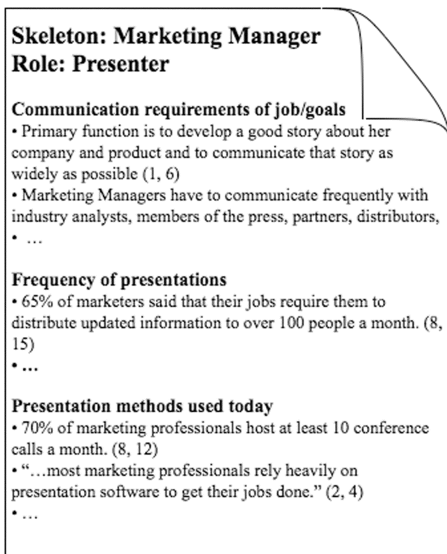 Skeleton: Marketing Manager
Role: Presenter
Communication requirements of job/goals
• Primary function is to develop a good story about her
company and product and to communicate that story as
widely as possible (1, 6)
• Marketing Managers have to communicate frequently with
industry analysts, members of the press, partners, distributors,
• ...
Frequency of presentations
• 65% of marketers said that their jobs require them to
distribute updated information to over 100 people a month. (8,
15)
• ...
Presentation methods used today
• 70% of marketing professionals host at least 10 conference
calls a month. (8, 12)
• “…most marketing professionals rely heavily on
presentation software to get their jobs done.” (2, 4)
• ...